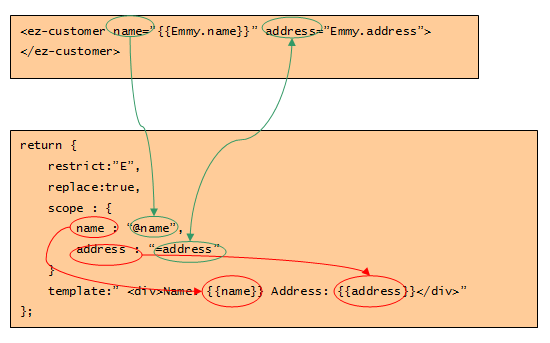 <ez-customer name=”{{Emmy.name}}” address=”Emmy.address”>
</ez-customer>
return {
restrict:”E”,
replace:true,
scope : {
name : “@name”,
address : “=address”
}
template:” <div>Name: {{name}} Address: {{address}}</div>”
};